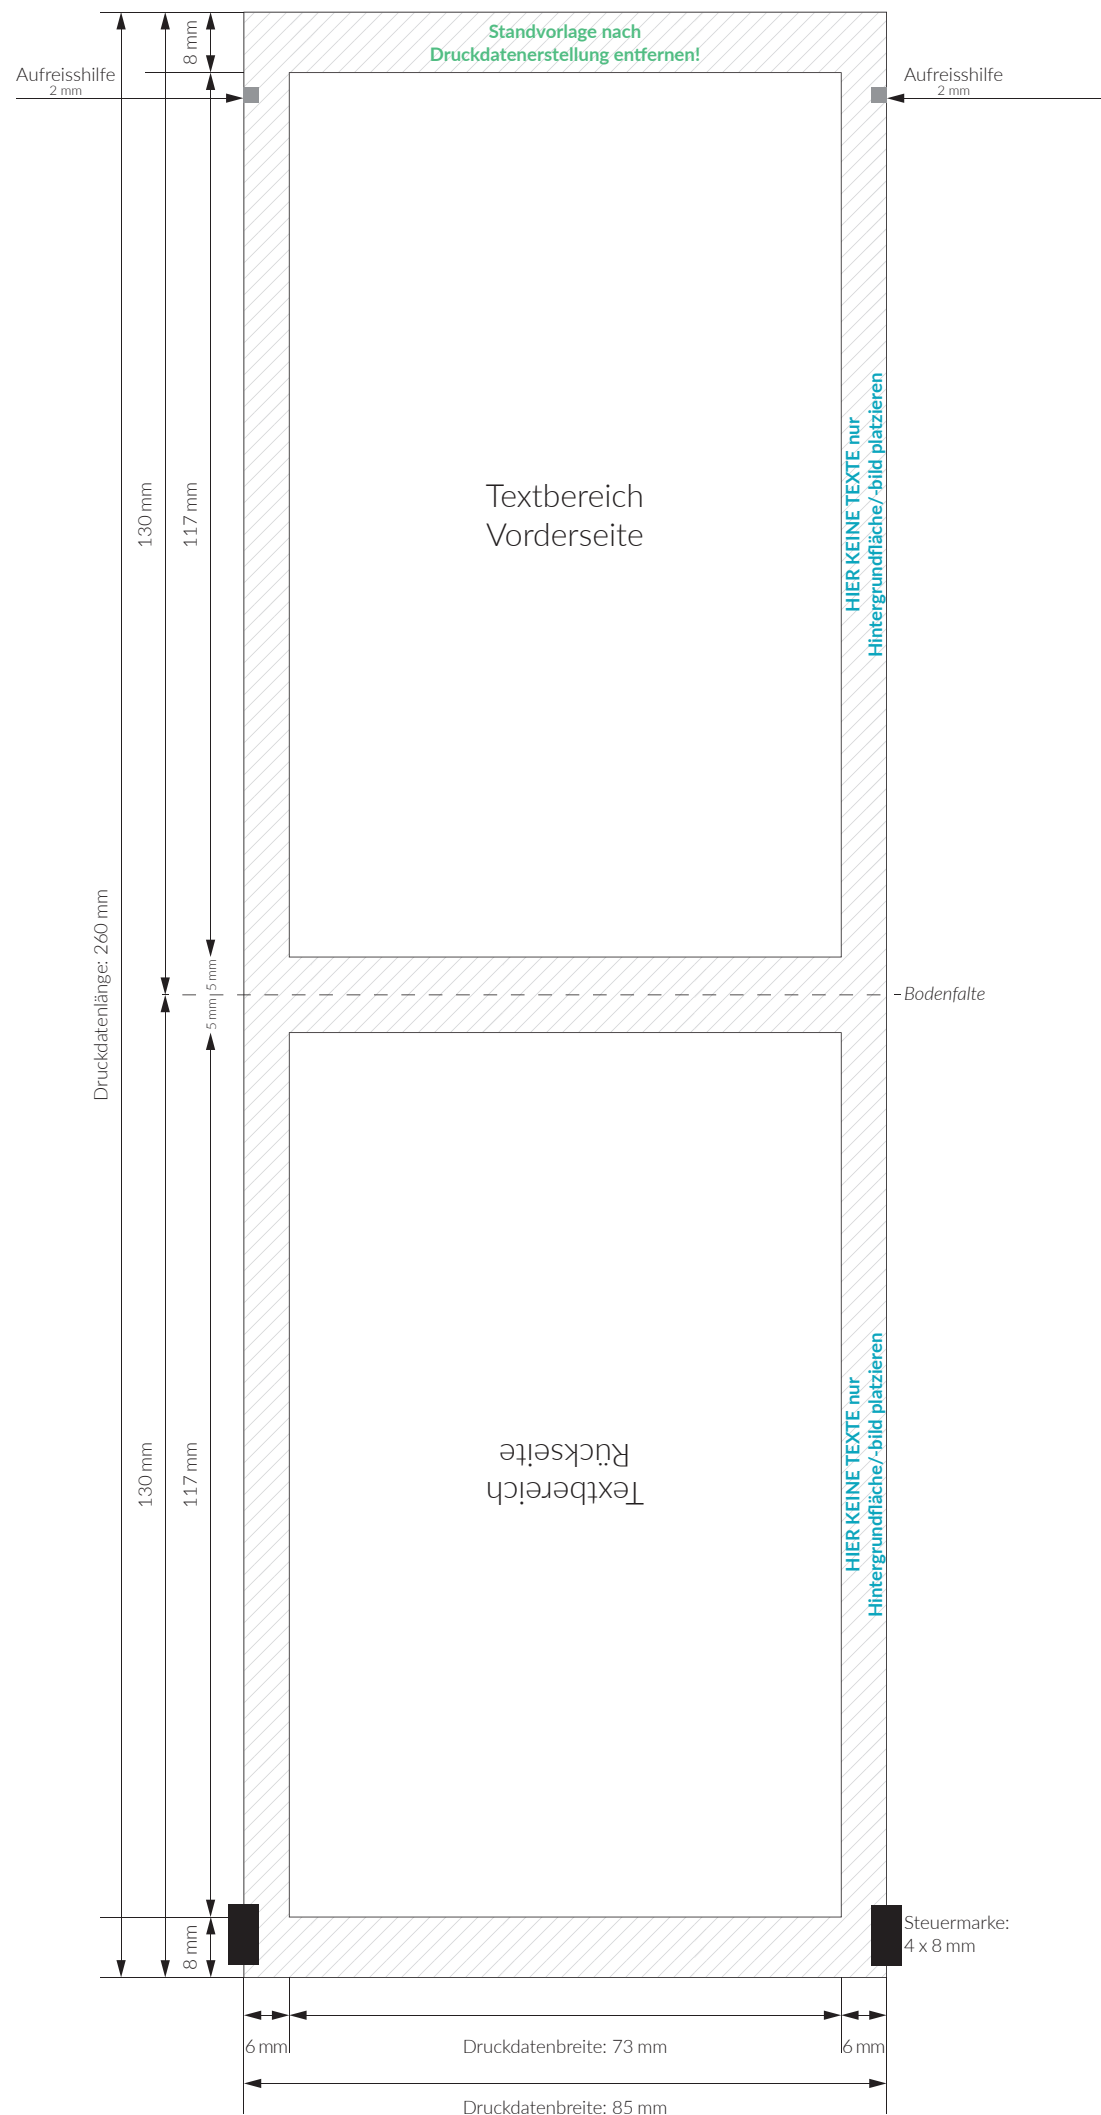 Standvorlage nach
Druckdatenerstellung entfernen!
8 mm
Aufreisshilfe
2 mm
Aufreisshilfe
2 mm
HIER KEINE TEXTE nur
Hintergrundfläche/-bild platzieren
Textbereich
Vorderseite
130 mm
117 mm
Druckdatenlänge: 260 mm
5 mm
5 mm
Bodenfalte
HIER KEINE TEXTE nur
Hintergrundfläche/-bild platzieren
Textbereich
Rückseite
130 mm
117 mm
8 mm
Steuermarke:
4 x 8 mm
6 mm
Druckdatenbreite: 73 mm
6 mm
Druckdatenbreite: 85 mm